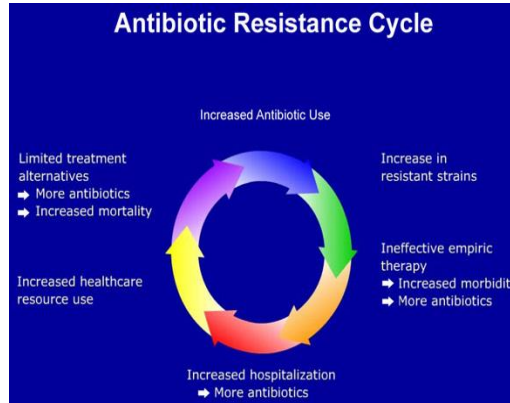 Antibiotic Resistance Cycle
Increased Antibiotic Use
Increase in
resistant strains
Ineffective empiric
therapy
➡ Increased morbidit
➡ More antibiotics
Increased hospitalization
➡ More antibiotics
Increased healthcare
resource use
Limited treatment
alternatives
➡ More antibiotics
➡ Increased mortality